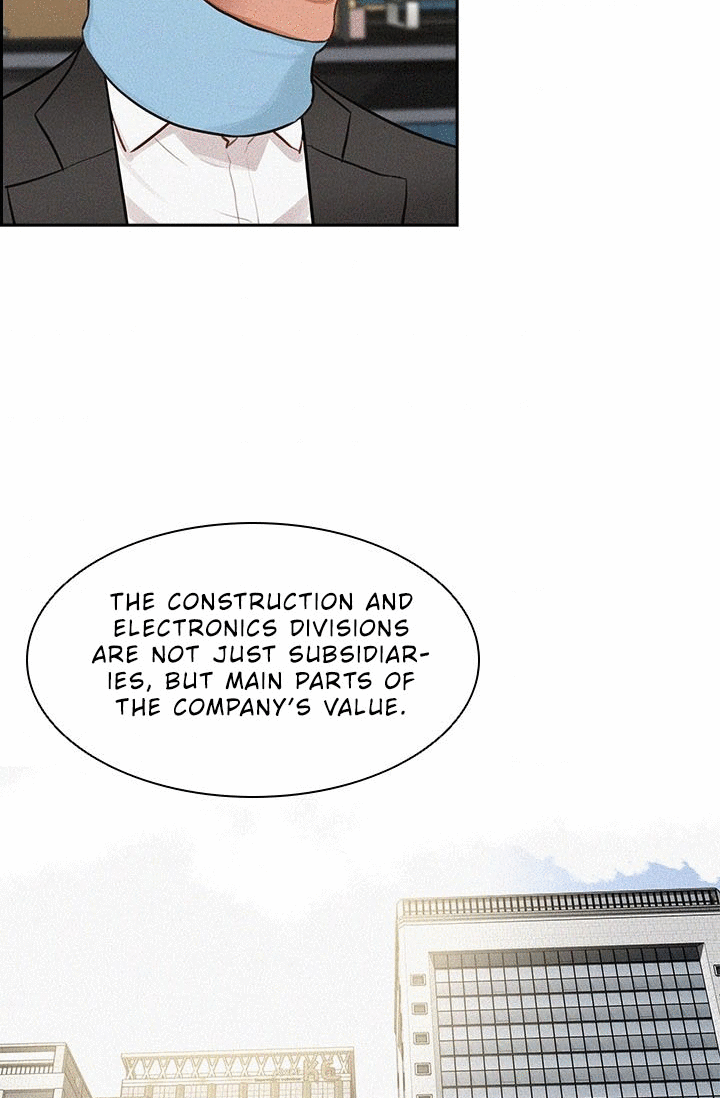 THE CONSTRUCTION AND
ELECTRONICS DIVISIONS
ARE NOT JUST SUBSIDIAR-
IES, BUT MAIN PARTS OF
THE COMPANY'S VALUE.